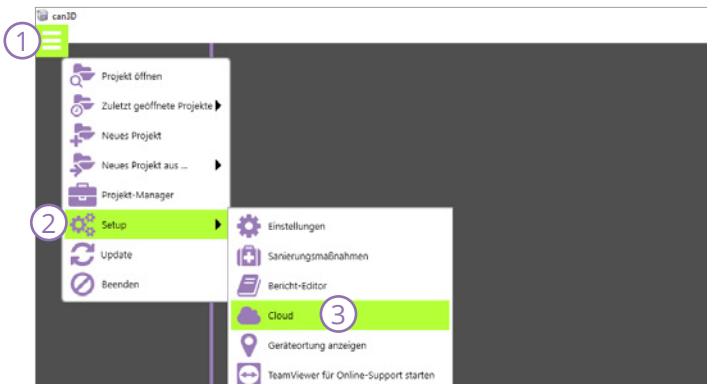 can3D
1
Projekt öffnen
Zuletzt geöffnete Projekte
Neues Projekt
Neues Projekt aus ...
Projekt-Manager
2
Setup
Update
Beenden
Einstellungen
Sanierungsmaßnahmen
Bericht-Editor
Cloud 3
Geräteortung anzeigen
TeamViewer für Online-Support starten